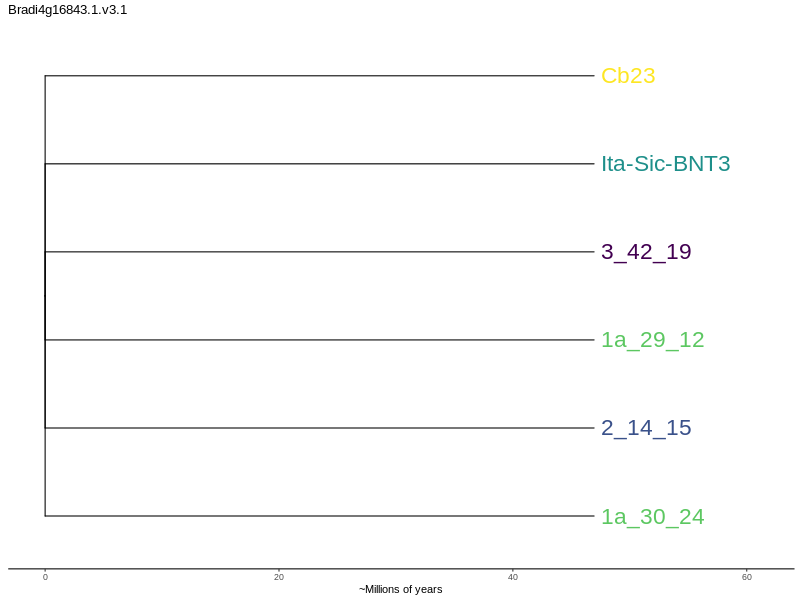 Bradi4g16843.1.v3.1
Cb23
Ita-Sic-BNT3
3_42_19
1a_29_12
2_14_15
1a_30_24
0 20 40 60
~Millions of years